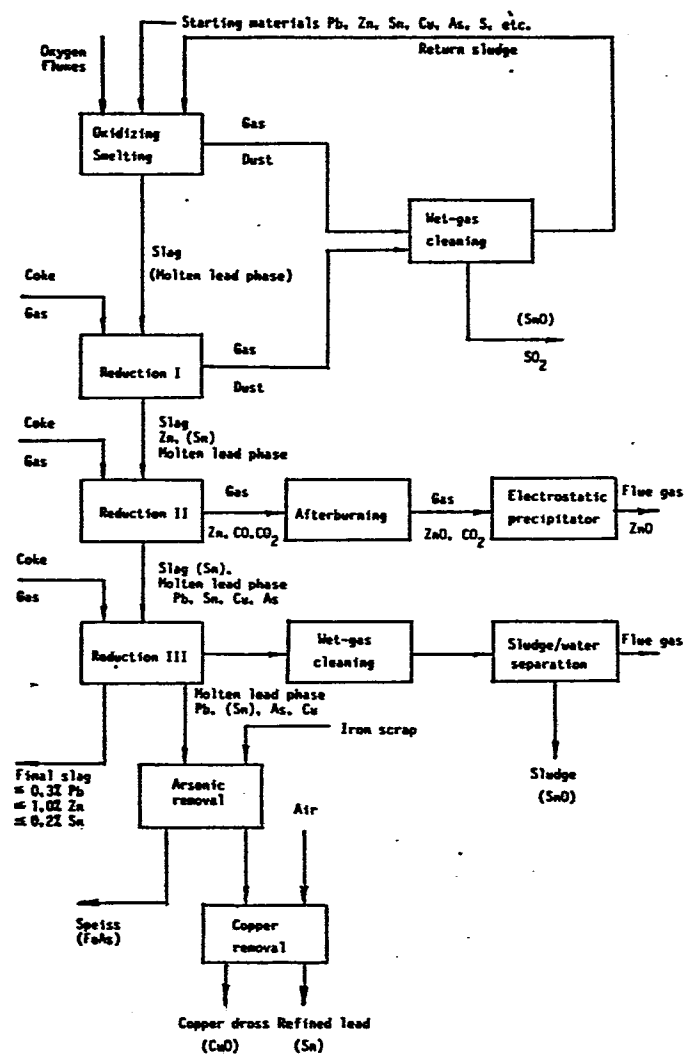 Starting materials Pb, Zn, Sn, Cu, As, S, etc.
Return sludge
Oxygen
fluxes
Oxidizing
Smelting
Gas
Dust
Wet-gas
cleaning
Slag
(Molten lead phase)
(SnO)
SO2
Coke
Gas
Reduction I
Gas
Dust
Slag
Zn, (Sn)
Molten lead phase
Coke
Gas
Reduction II
Gas
Zn, CO,CO2
Afterburning
Gas
ZnO, CO2
Electrostatic
precipitator
Flue gas
ZnO
Slag (Sn),
Molten lead phase
Pb, Sn, Cu, As
Coke
Gas
Reduction III
Wet-gas
cleaning
Sludge/water
separation
Flue gas
Molten lead phase
Pb, (Sn), As, Cu
Iron scrap
Final slag
≤ 0.3% Pb
≤ 1.0% Zn
≤ 0.2% Sn
Arsonic
removal
Sludge
(SnO)
Air
Speiss
(FeAs)
Copper
removal
Copper dross
(CuO)
Refined lead
(Sn)